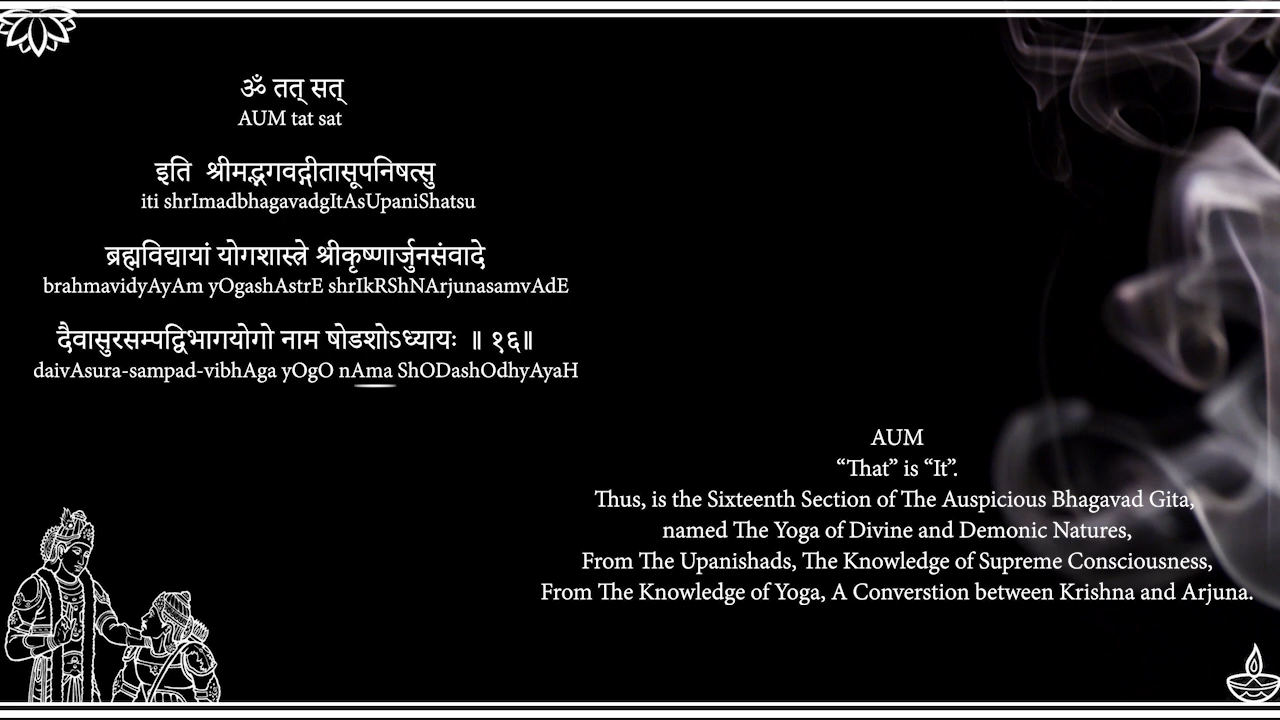 ॐ तत् सत्
AUM tat sat
इति श्रीमद्भगवद्गीतासूपनिषत्सु
iti shrImadbhagavadgItAsUpaniShatsu
ब्रह्मविद्यायां योगशास्त्रे श्रीकृष्णार्जुनसंवादे
brahmavidyAyAm yOgashAstrE shrIkRShNArjunasamvAdE
दैवासुरसम्पद्विभागयोगो नाम षोडशोऽध्यायः ॥ १६॥
daivAsura-sampad-vibhAga yOgO nAma ShODashOdhyAyaH
AUM
“That” is “It”.
Thus, is the Sixteenth Section of The Auspicious Bhagavad Gita,
named The Yoga of Divine and Demonic Natures,
From The Upanishads, The Knowledge of Supreme Consciousness,
From The Knowledge of Yoga, A Converstion between Krishna and Arjuna.